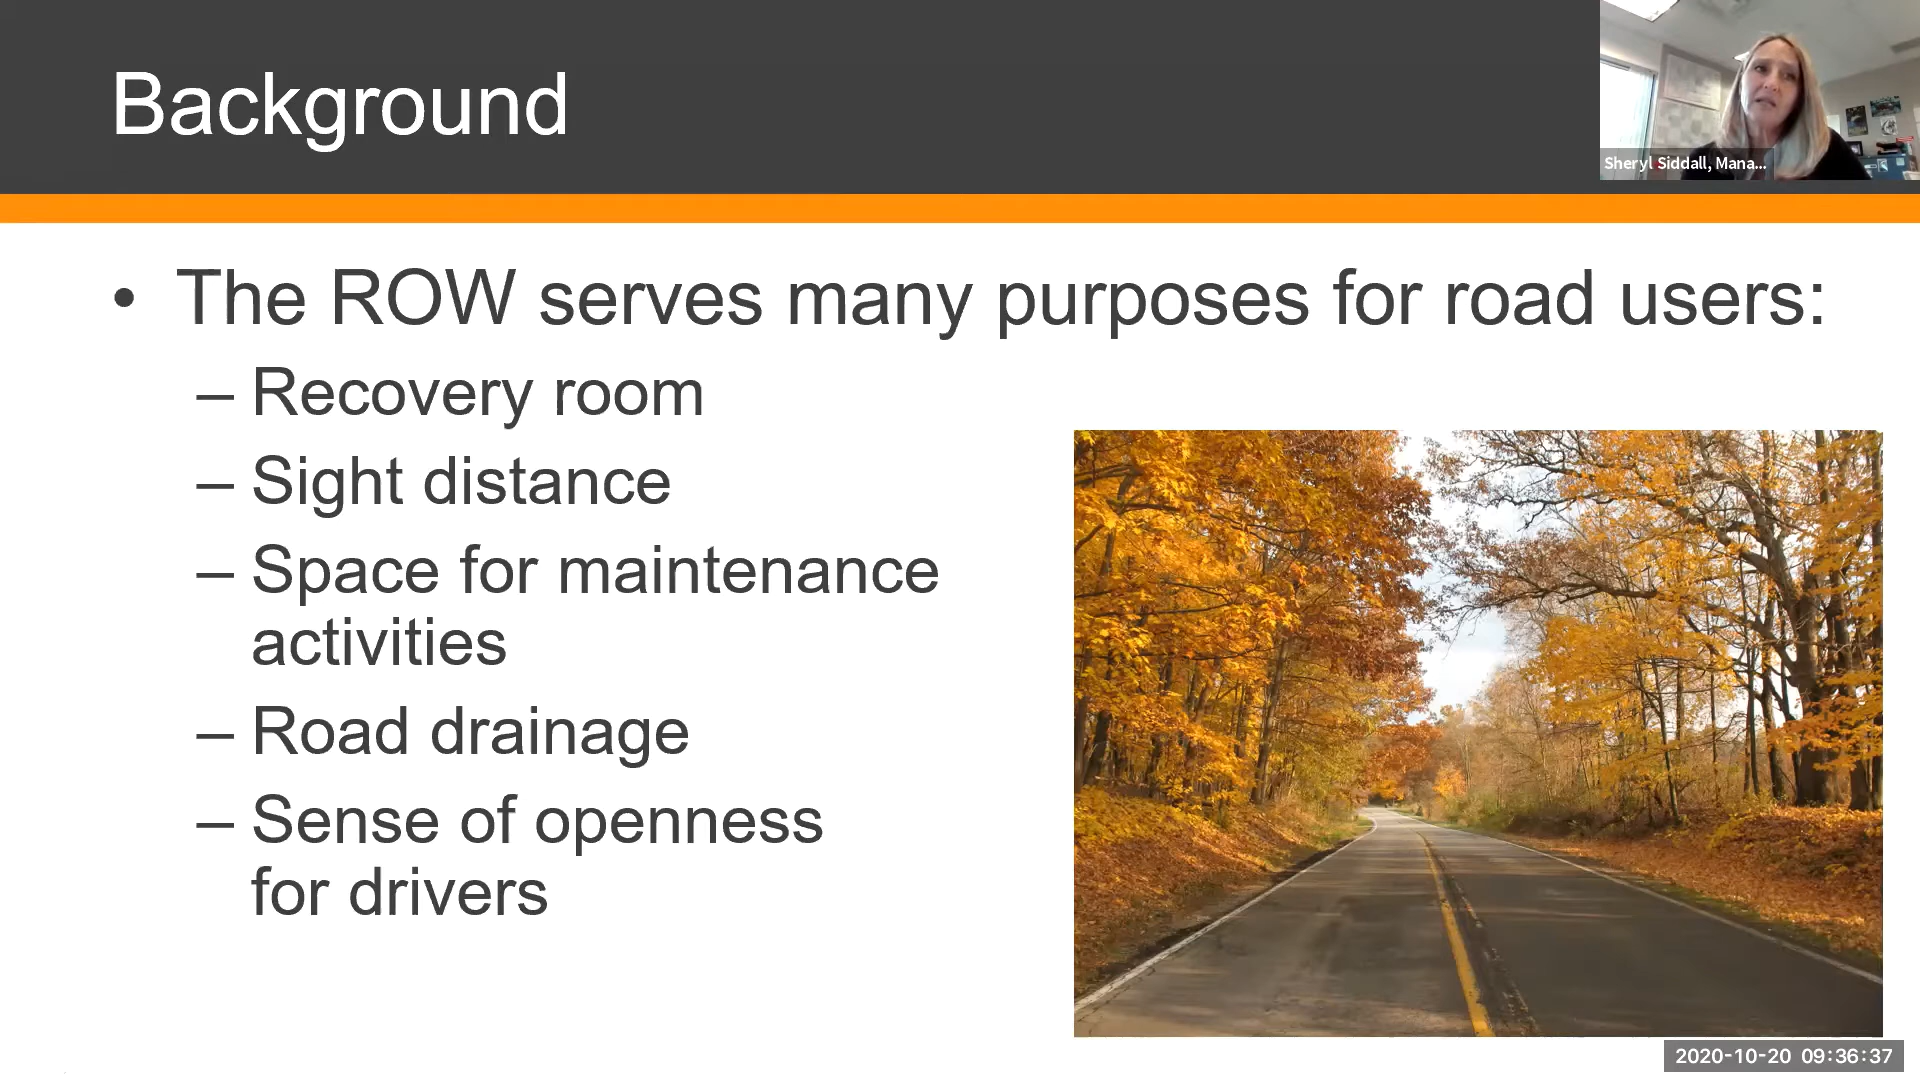 Background
Sheryl Siddall, Mana...
• The ROW serves many purposes for road users:
– Recovery room
– Sight distance
– Space for maintenance
activities
– Road drainage
– Sense of openness
for drivers
2020-10-20 09:36:37